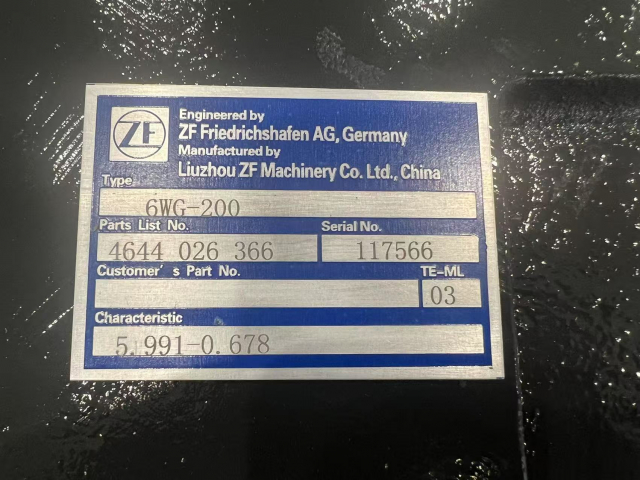 ZF
Engineered by
ZF Friedrichshafen AG, Germany
Manufactured by
Liuzhou ZF Machinery Co. Ltd., China
Type
6WG-200
Parts List No. Serial No.
4644 026 366 117566
Customer's Part No. TE-ML
03
Characteristic
5.991-0.678